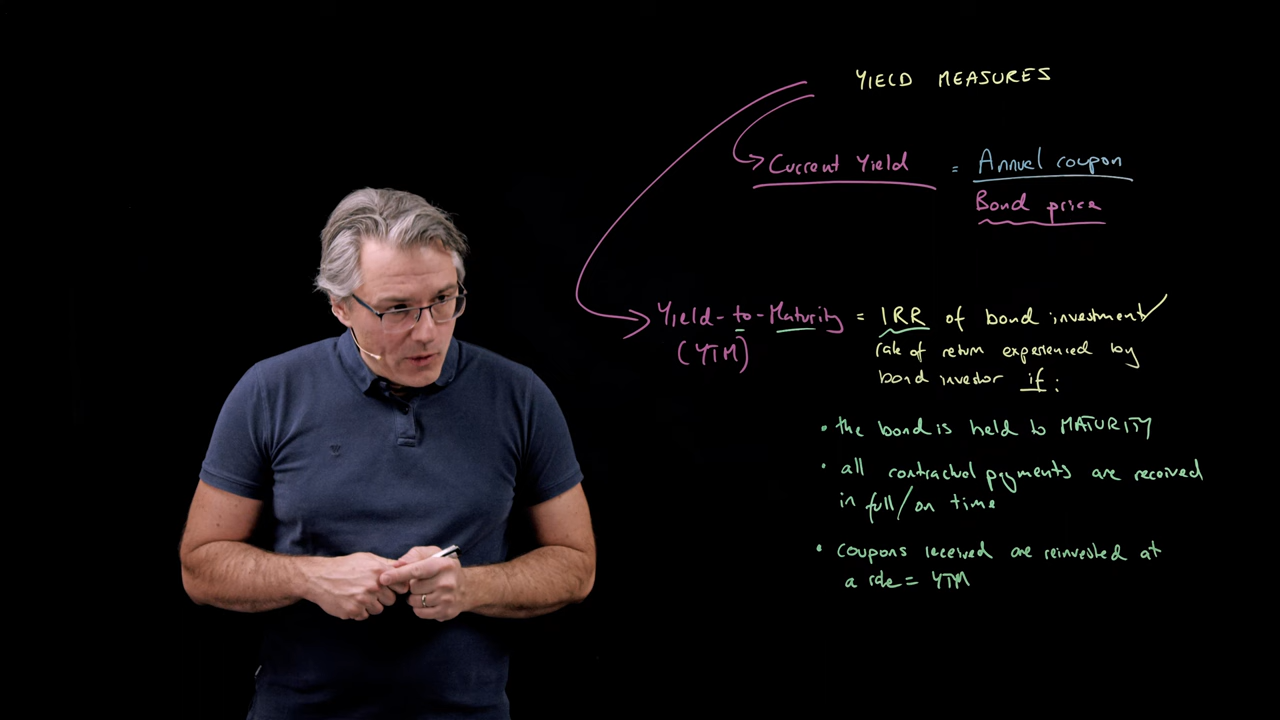 YIELD MEASURES
Current Yield = Annual coupon
Bond price
Yield-to-Maturity = IRR of bond investment
(YTM)
rate of return experienced by
bond investor if:
• the bond is held to MATURITY
• all contractual payments are received
in full/on time
• coupons received are reinvested at
a rate = YTM